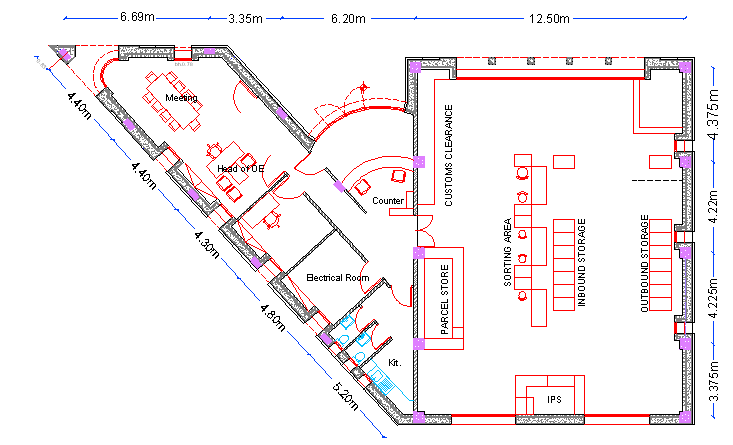 6.69m
3.35m
6.20m
12.50m
4.40m
4.40m
4.30m
4.80m
5.20m
4.375m
4.22m
4.225m
3.375m
Meeting
Head of OE
Counter
Electrical Room
Kit.
CUSTOMS CLEARANCE
PARCEL STORE
SORTING AREA
INBOUND STORAGE
OUTBOUND STORAGE
IPS